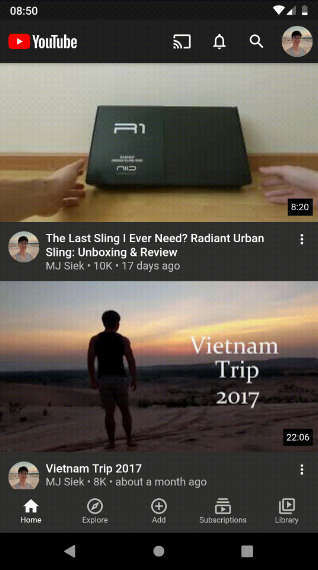 08:50
YouTube
R1
niid
8:20
The Last Sling I Ever Need? Radiant Urban
Sling: Unboxing & Review
MJ Siek • 10K • 17 days ago
Vietnam
Trip
2017
22:06
Vietnam Trip 2017
MJ Siek • 8K • about a month ago
Home
Explore
Add
Subscriptions
Library